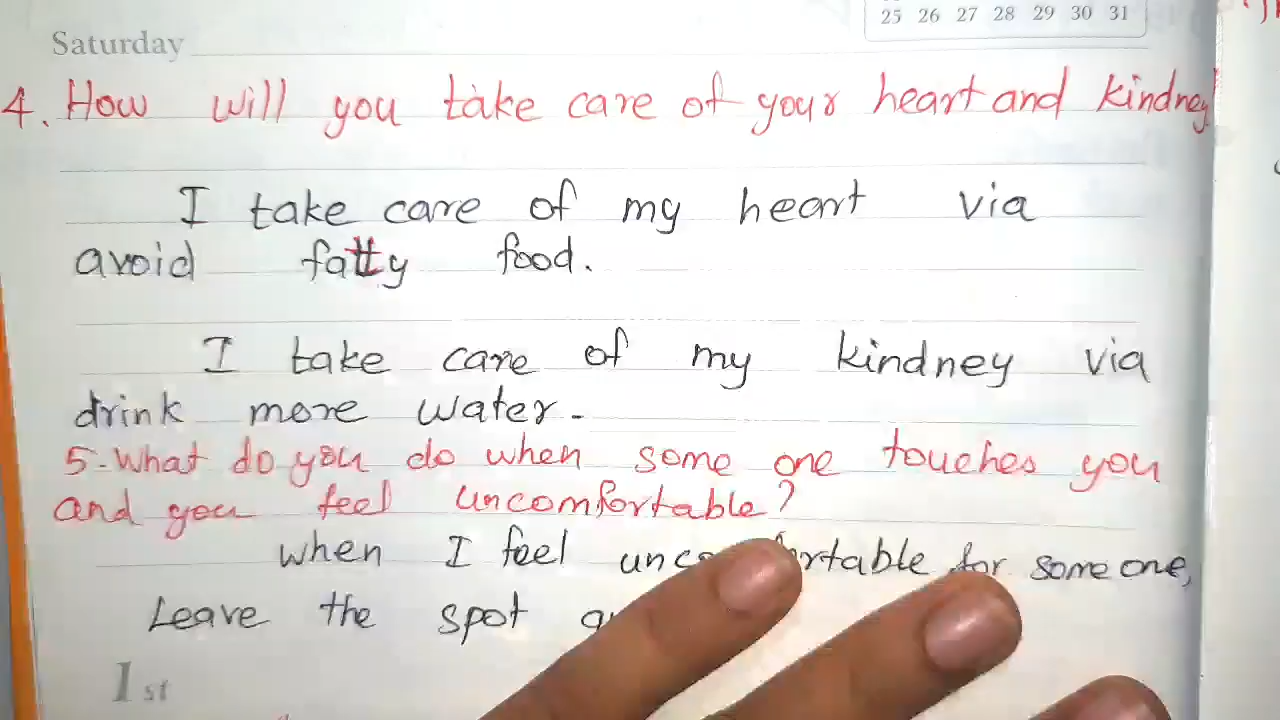 25 26 27 28 29 30 31
Saturday
4. How will you take care of your heart and kindney
I take care of my heart via
avoid fatty food.
I take care of my kindney via
drink more water.
5. What do you do when some one touches you
and you feel uncomfortable?
when I feel uncomfortable for some one,
Leave the spot
1st